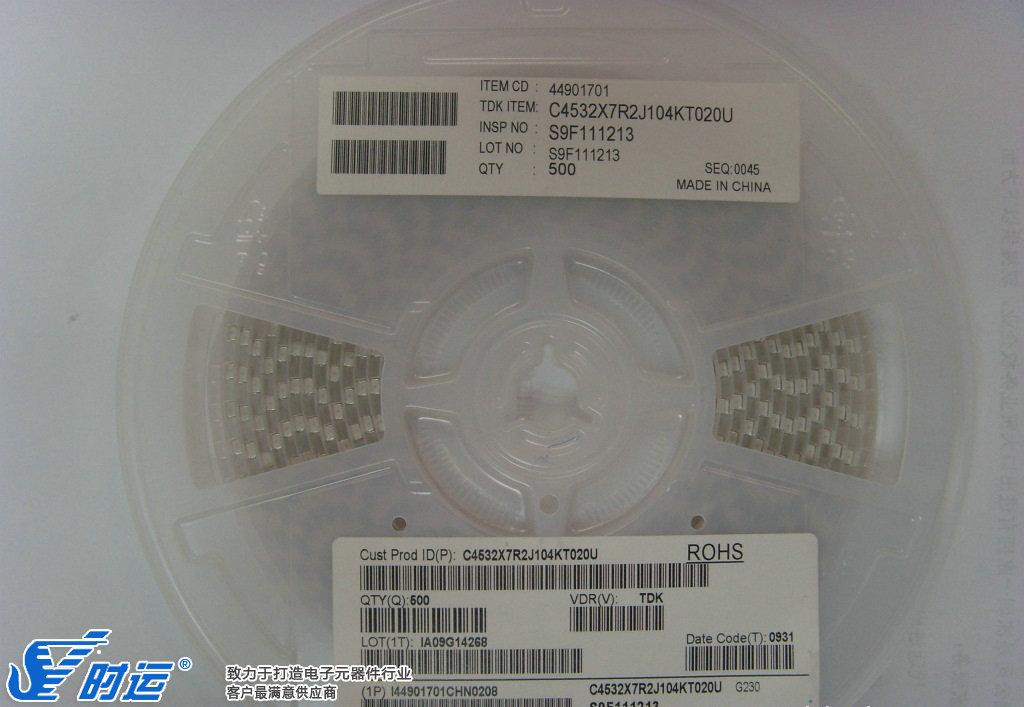 ITEM CD : 44901701
TDK ITEM: C4532X7R2J104KT020U
INSP NO : S9F111213
LOT NO : S9F111213
QTY : 500
SEQ:0045
MADE IN CHINA
Cust Prod ID(P): C4532X7R2J104KT020U
ROHS
QTY(Q):500
VDR(V): TDK
LOT(1T): IA09G14268
Date Code(T): 0931
(1P) I44901701CHN0208
C4532X7R2J104KT020U G230
S9F111213
时运®
致力于打造电子元器件行业
客户最满意供应商